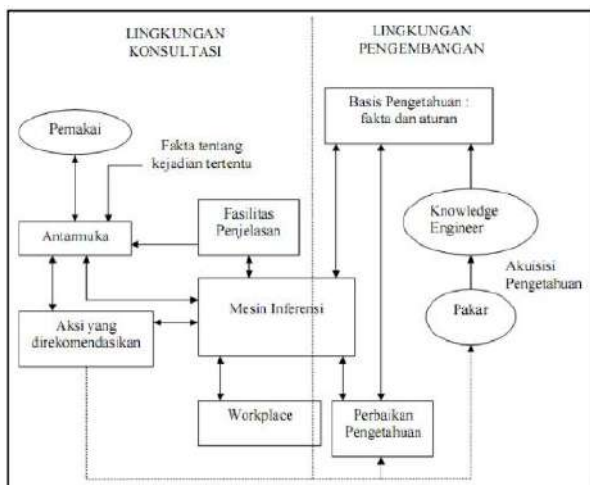 LINGKUNGAN
KONSULTASI
LINGKUNGAN
PENGEMBANGAN
Basis Pengetahuan :
fakta dan aturan
Pemakai
Fakta tentang
kejadian tertentu
Fasilitas
Penjelasan
Knowledge
Engineer
Antarmuka
Akuisisi
Pengetahuan
Mesin Inferensi
Aksi yang
direkomendasikan
Pakar
Workplace
Perbaikan
Pengetahuan